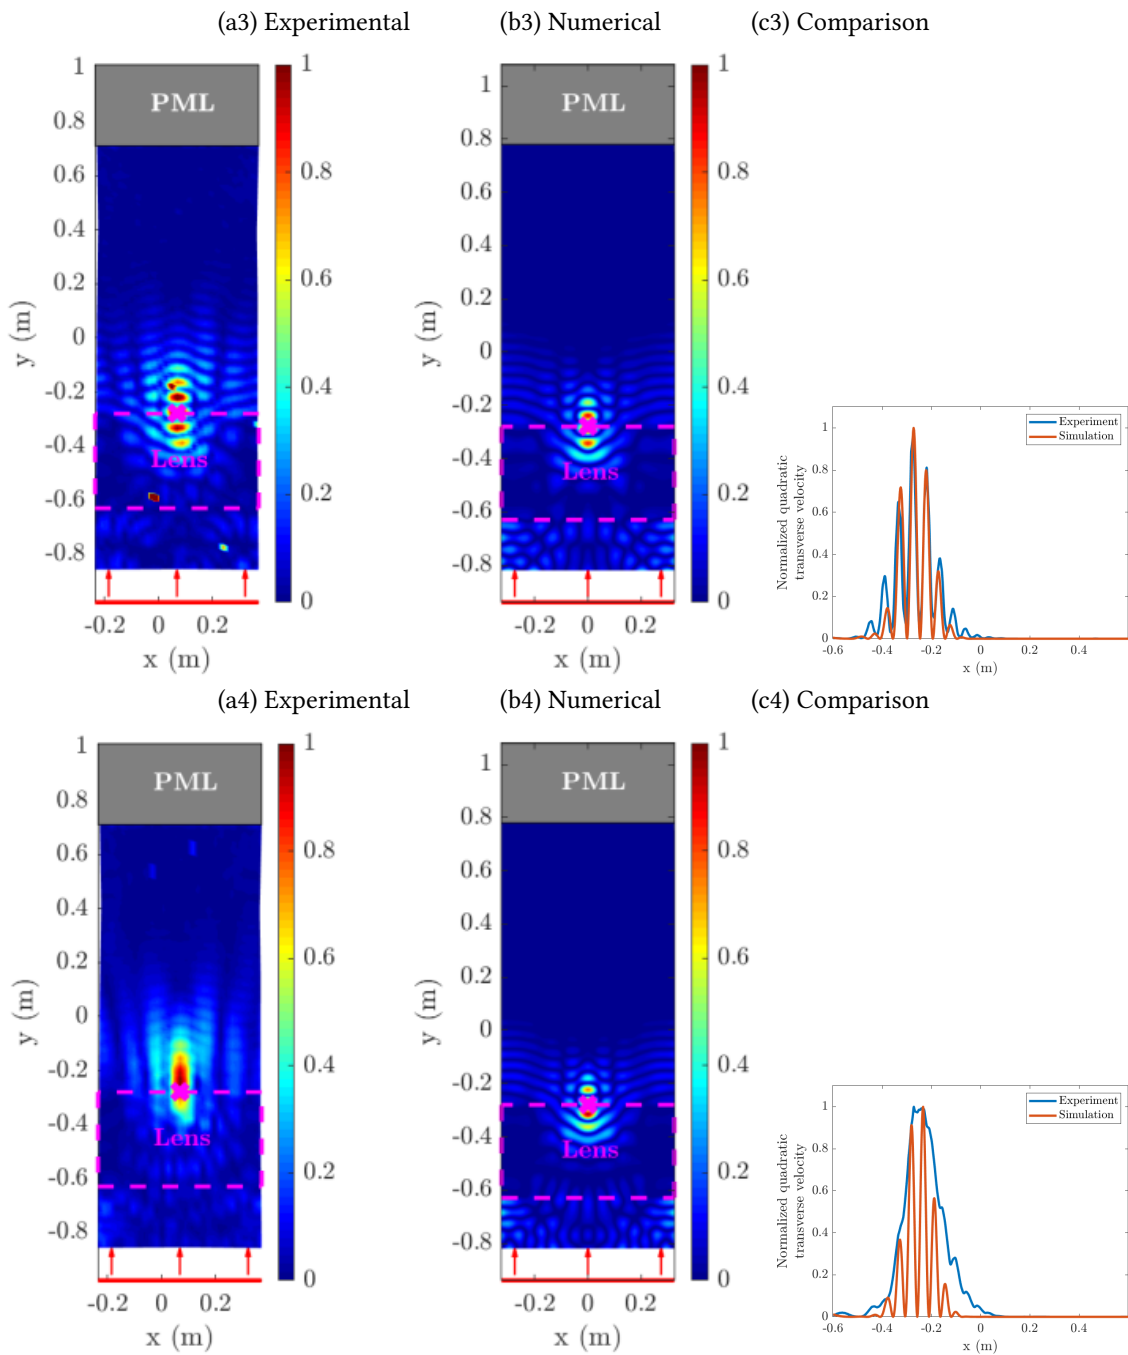 (a3) Experimental (b3) Numerical (c3) Comparison
1
0.8
0.6
0.4
0.2
0
-0.2
-0.4
-0.6
-0.8
y (m)
PML
Lens
-0.2 0 0.2
x (m)
1
0.8
0.6
0.4
0.2
0
1
0.8
0.6
0.4
0.2
0
-0.2
-0.4
-0.6
-0.8
y (m)
PML
Lens
-0.2 0 0.2
x (m)
1
0.8
0.6
0.4
0.2
0
Experiment
Simulation
Normalized quadratic
transverse velocity
1
0.8
0.6
0.4
0.2
0
-0.6 -0.4 -0.2 0 0.2 0.4
x (m)
(a4) Experimental (b4) Numerical (c4) Comparison
1
0.8
0.6
0.4
0.2
0
-0.2
-0.4
-0.6
-0.8
y (m)
PML
Lens
-0.2 0 0.2
x (m)
1
0.8
0.6
0.4
0.2
0
1
0.8
0.6
0.4
0.2
0
-0.2
-0.4
-0.6
-0.8
y (m)
PML
Lens
-0.2 0 0.2
x (m)
1
0.8
0.6
0.4
0.2
0
Experiment
Simulation
Normalized quadratic
transverse velocity
1
0.8
0.6
0.4
0.2
0
-0.6 -0.4 -0.2 0 0.2 0.4
x (m)